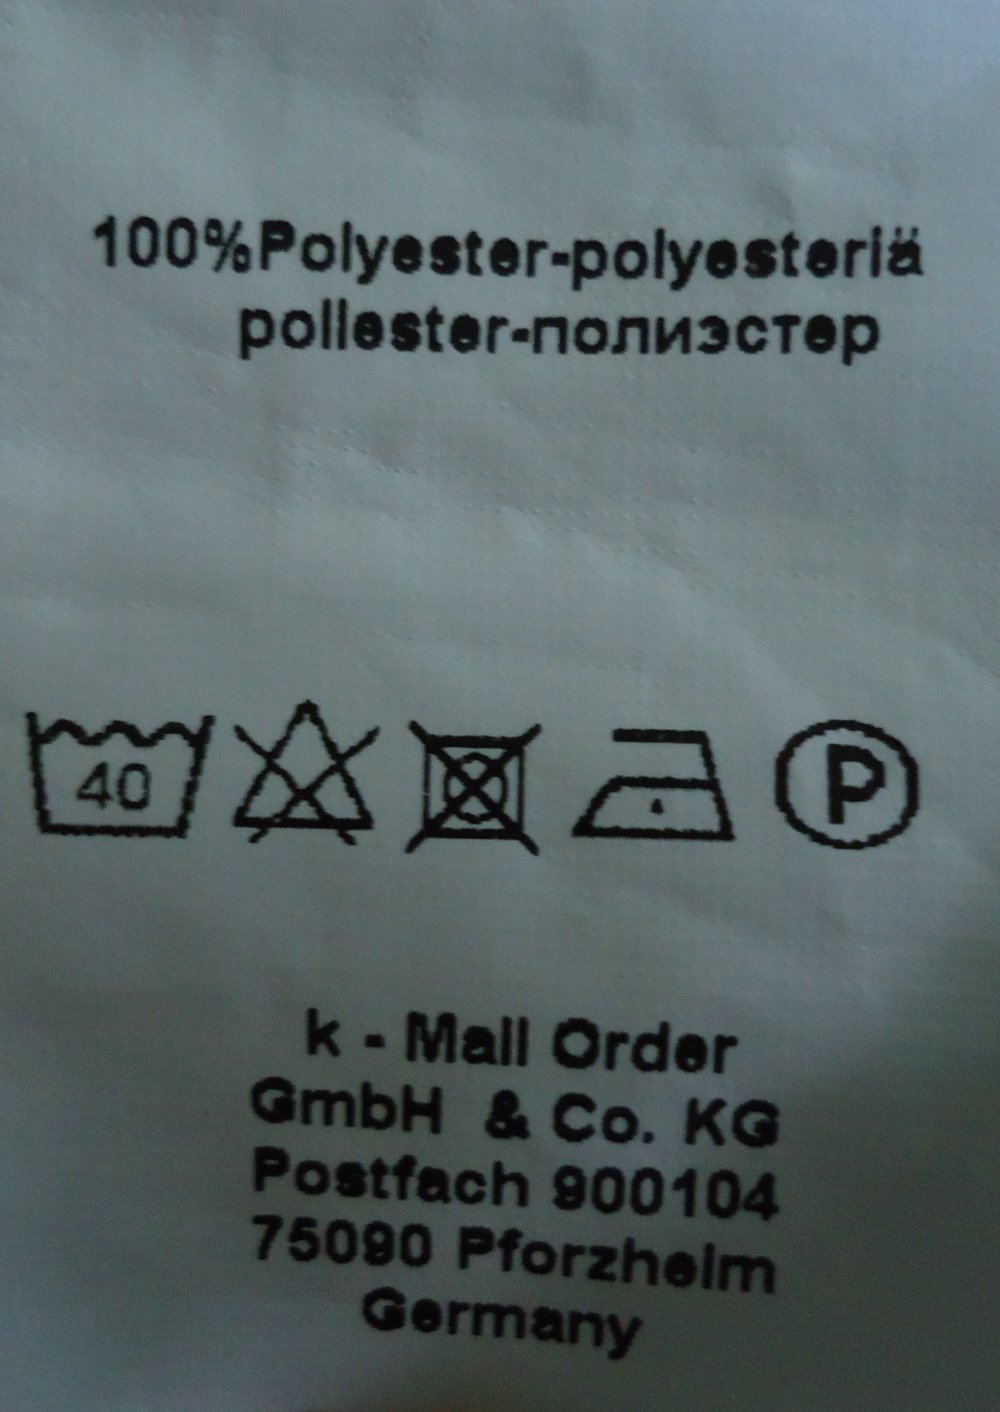 100%Polyester-polyesteriä
poliester-полиэстер
40
P
k - Mail Order
GmbH & Co. KG
Postfach 900104
75090 Pforzheim
Germany